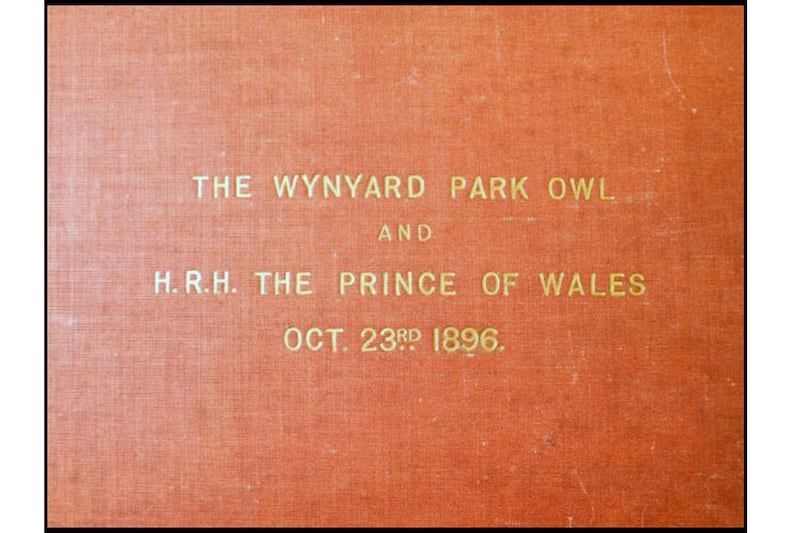 THE WYNYARD PARK OWL
AND
H.R.H. THE PRINCE OF WALES
OCT. 23RD 1896.